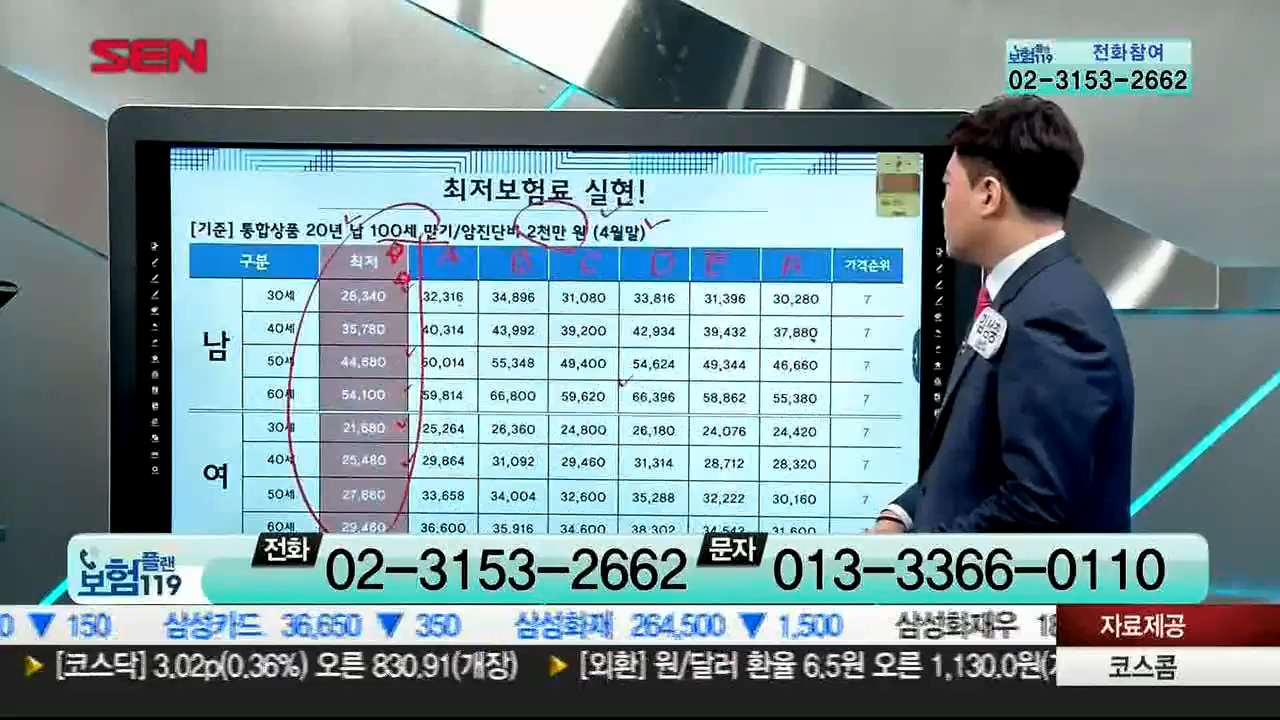 SEN
보험플랜119 전화참여
02-3153-2662
최저보험료 실현!
[기준] 통합상품 20년 납 100세 만기/암진단비 2천만 원 (4월말)
구분 최저 A B C D E 가격순위
남
30세 26,340 32,316 34,896 31,080 33,816 31,396 30,280 7
40세 35,780 40,314 43,992 39,200 42,934 39,432 37,880 7
50세 44,680 50,014 55,348 49,400 54,624 49,344 46,660 7
60세 54,100 59,814 66,800 59,620 66,396 58,862 55,380 7
여
30세 21,680 25,264 26,360 24,800 26,180 24,076 24,420 7
40세 25,480 29,864 31,092 29,460 31,314 28,712 28,320 7
50세 27,660 33,658 34,004 32,600 35,288 32,222 30,160 7
60세 29,460 36,600 35,916 34,600 38,302 34,542 31,600
보험플랜119 전화 02-3153-2662 문자 013-3366-0110
0 ▼ 150 삼성카드 36,650 ▼ 350 삼성화재 264,500 ▼ 1,500 삼성화재우 18
자료제공
[코스닥] 3.02p(0.36%) 오른 830.91(개장) [외환] 원/달러 환율 6.5원 오른 1,130.0원(
코스콤